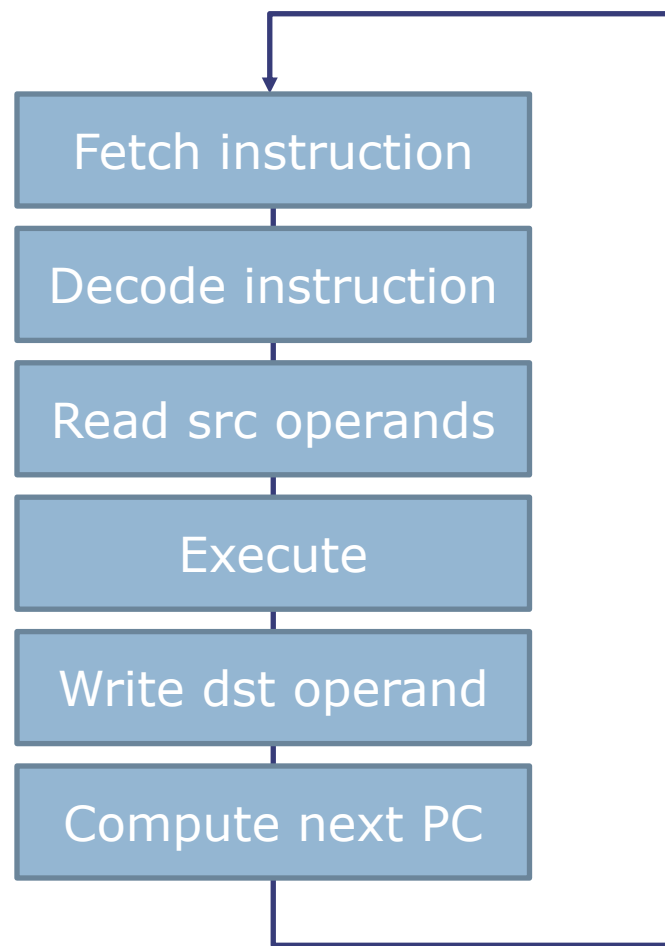 Fetch instruction
Decode instruction
Read src operands
Execute
Write dst operand
Compute next PC